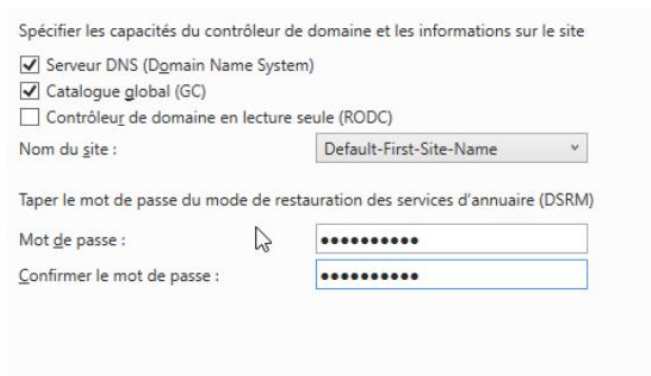 Spécifier les capacités du contrôleur de domaine et les informations sur le site
Serveur DNS (Domain Name System)
Catalogue global (GC)
Contrôleur de domaine en lecture seule (RODC)
Nom du site : Default-First-Site-Name
Taper le mot de passe du mode de restauration des services d'annuaire (DSRM)
Mot de passe : ●●●●●●●●●●
Confirmer le mot de passe : ●●●●●●●●●●